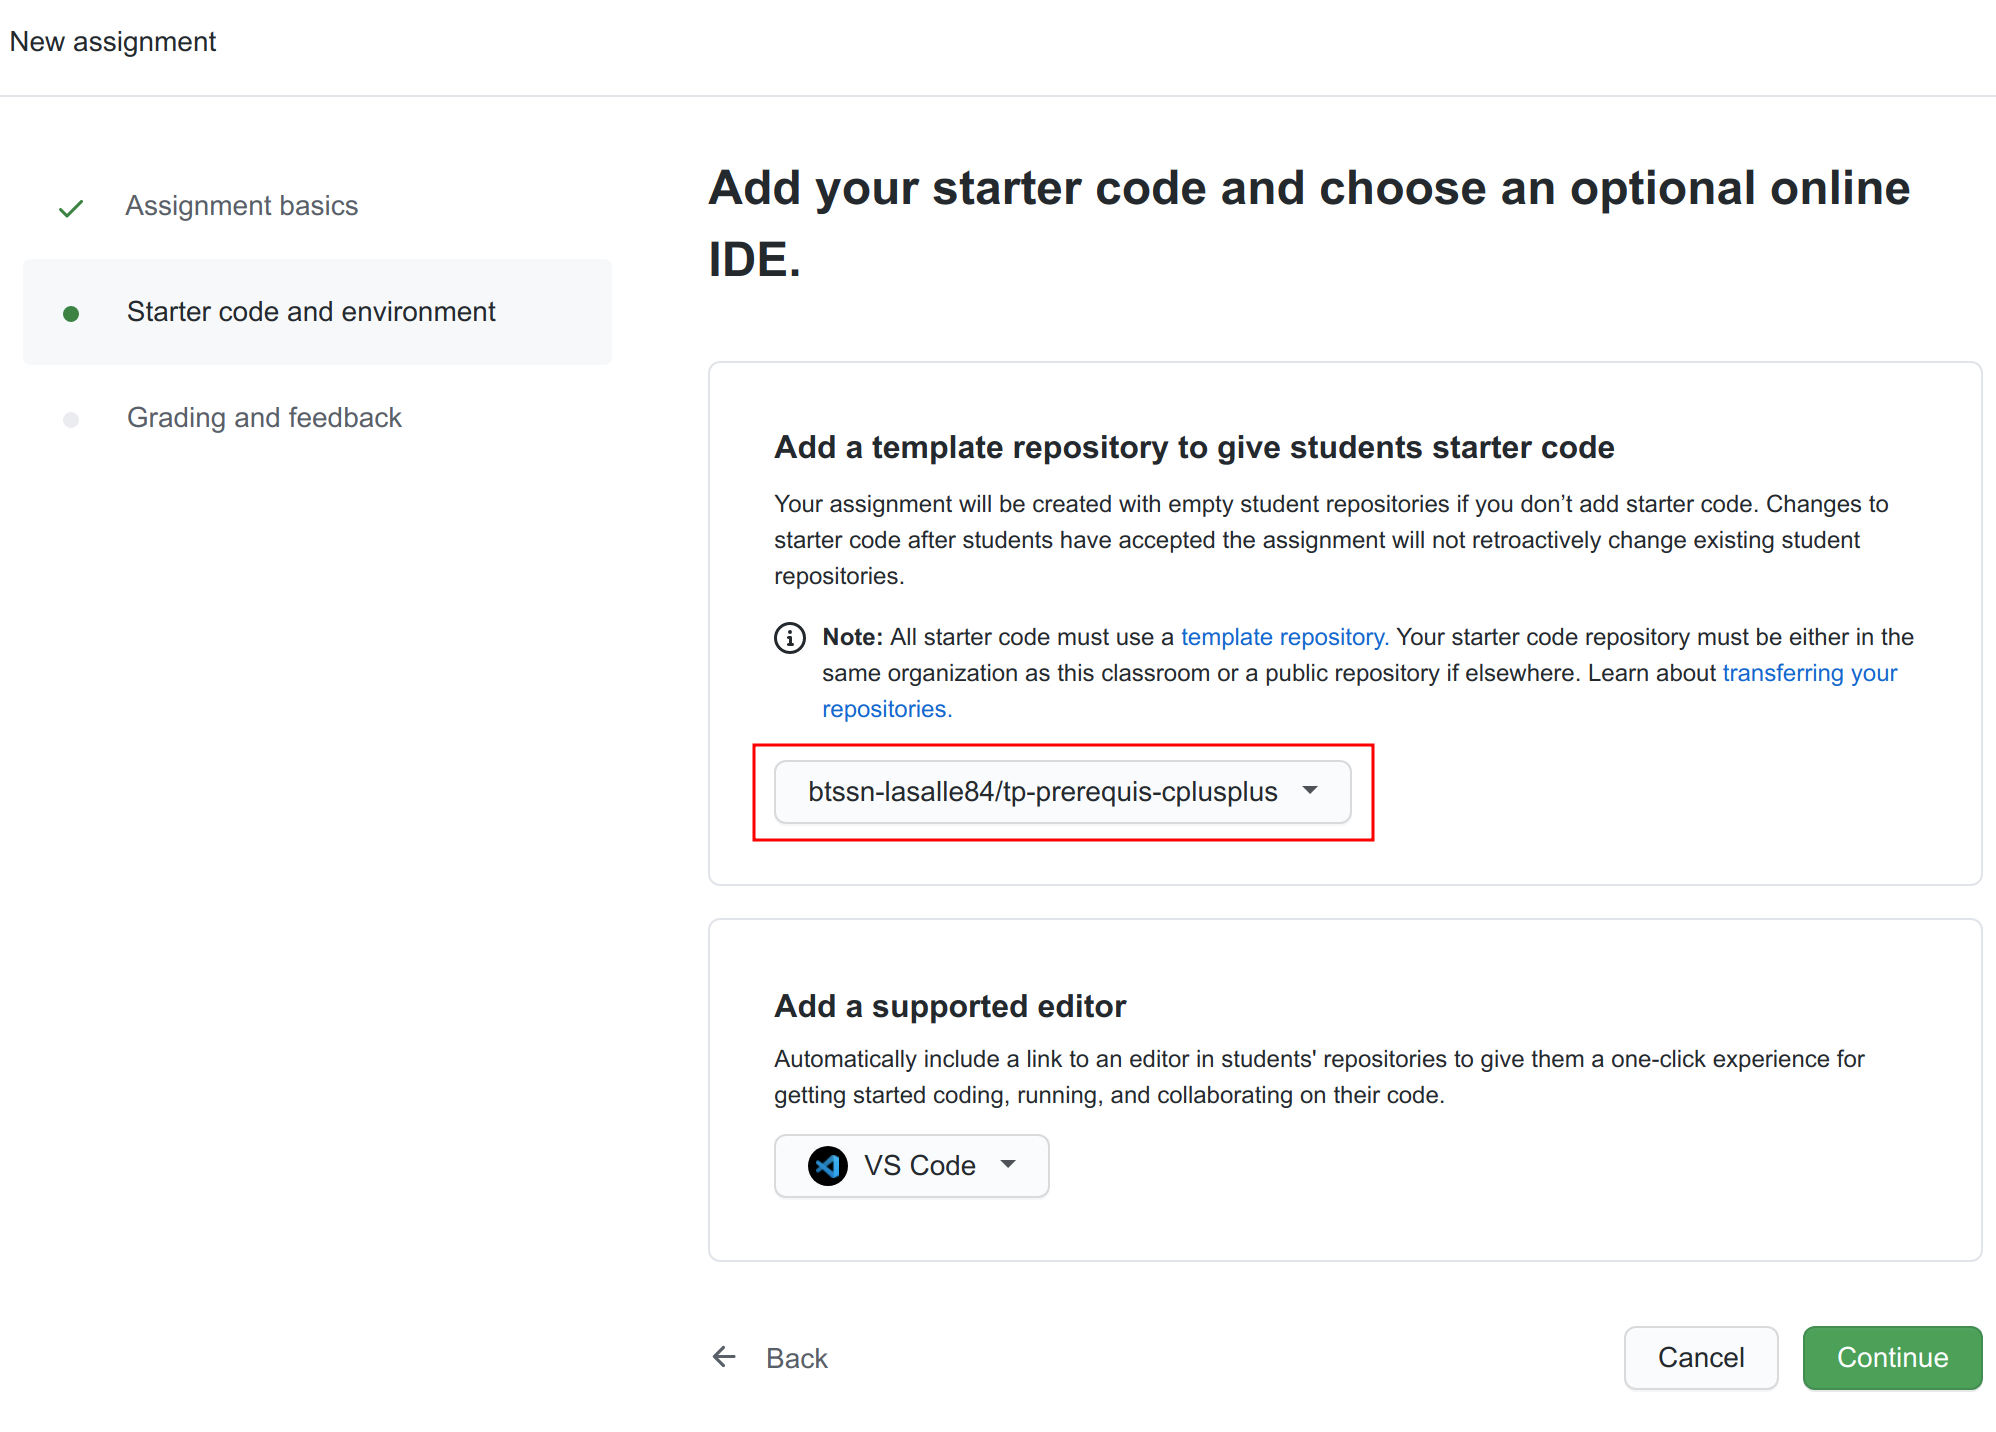 New assignment
Assignment basics
Starter code and environment
Grading and feedback
Add your starter code and choose an optional online
IDE.
Add a template repository to give students starter code
Your assignment will be created with empty student repositories if you don’t add starter code. Changes to
starter code after students have accepted the assignment will not retroactively change existing student
repositories.
Note: All starter code must use a template repository. Your starter code repository must be either in the
same organization as this classroom or a public repository if elsewhere. Learn about transferring your
repositories.
btssn-lasalle84/tp-prerequis-cplusplus
Add a supported editor
Automatically include a link to an editor in students' repositories to give them a one-click experience for
getting started coding, running, and collaborating on their code.
VS Code
Back
Cancel
Continue